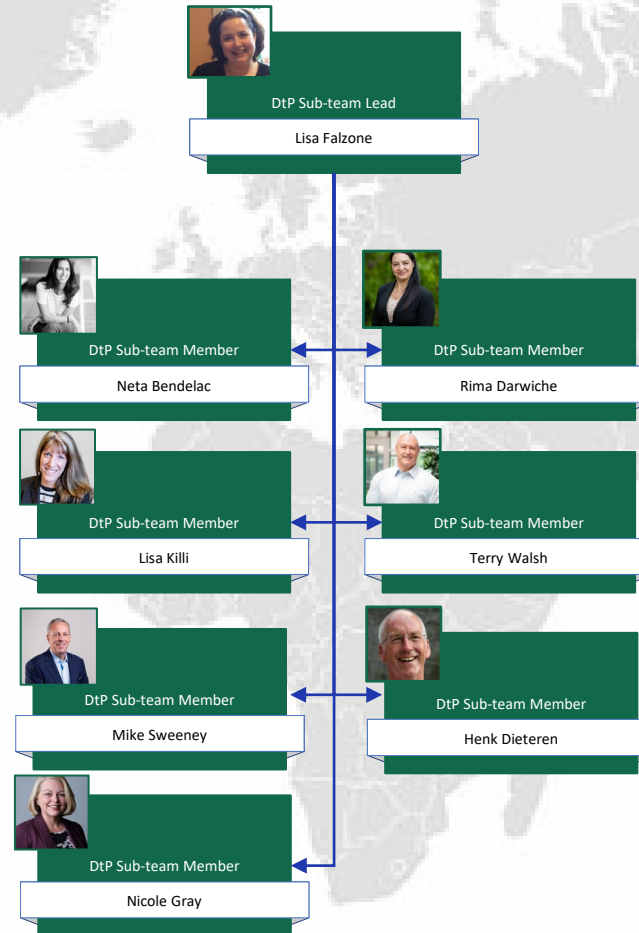 DtP Sub-team Lead
Lisa Falzone
DtP Sub-team Member
Neta Bendelac
DtP Sub-team Member
Rima Darwiche
DtP Sub-team Member
Lisa Killi
DtP Sub-team Member
Terry Walsh
DtP Sub-team Member
Mike Sweeney
DtP Sub-team Member
Henk Dieteren
DtP Sub-team Member
Nicole Gray